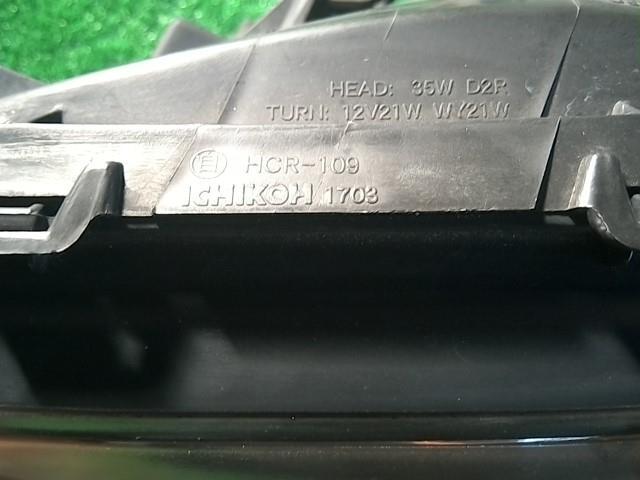 HEAD: 35W D2R
TURN: 12V21W WY21W
HCR-109
ICHIKOH 1703